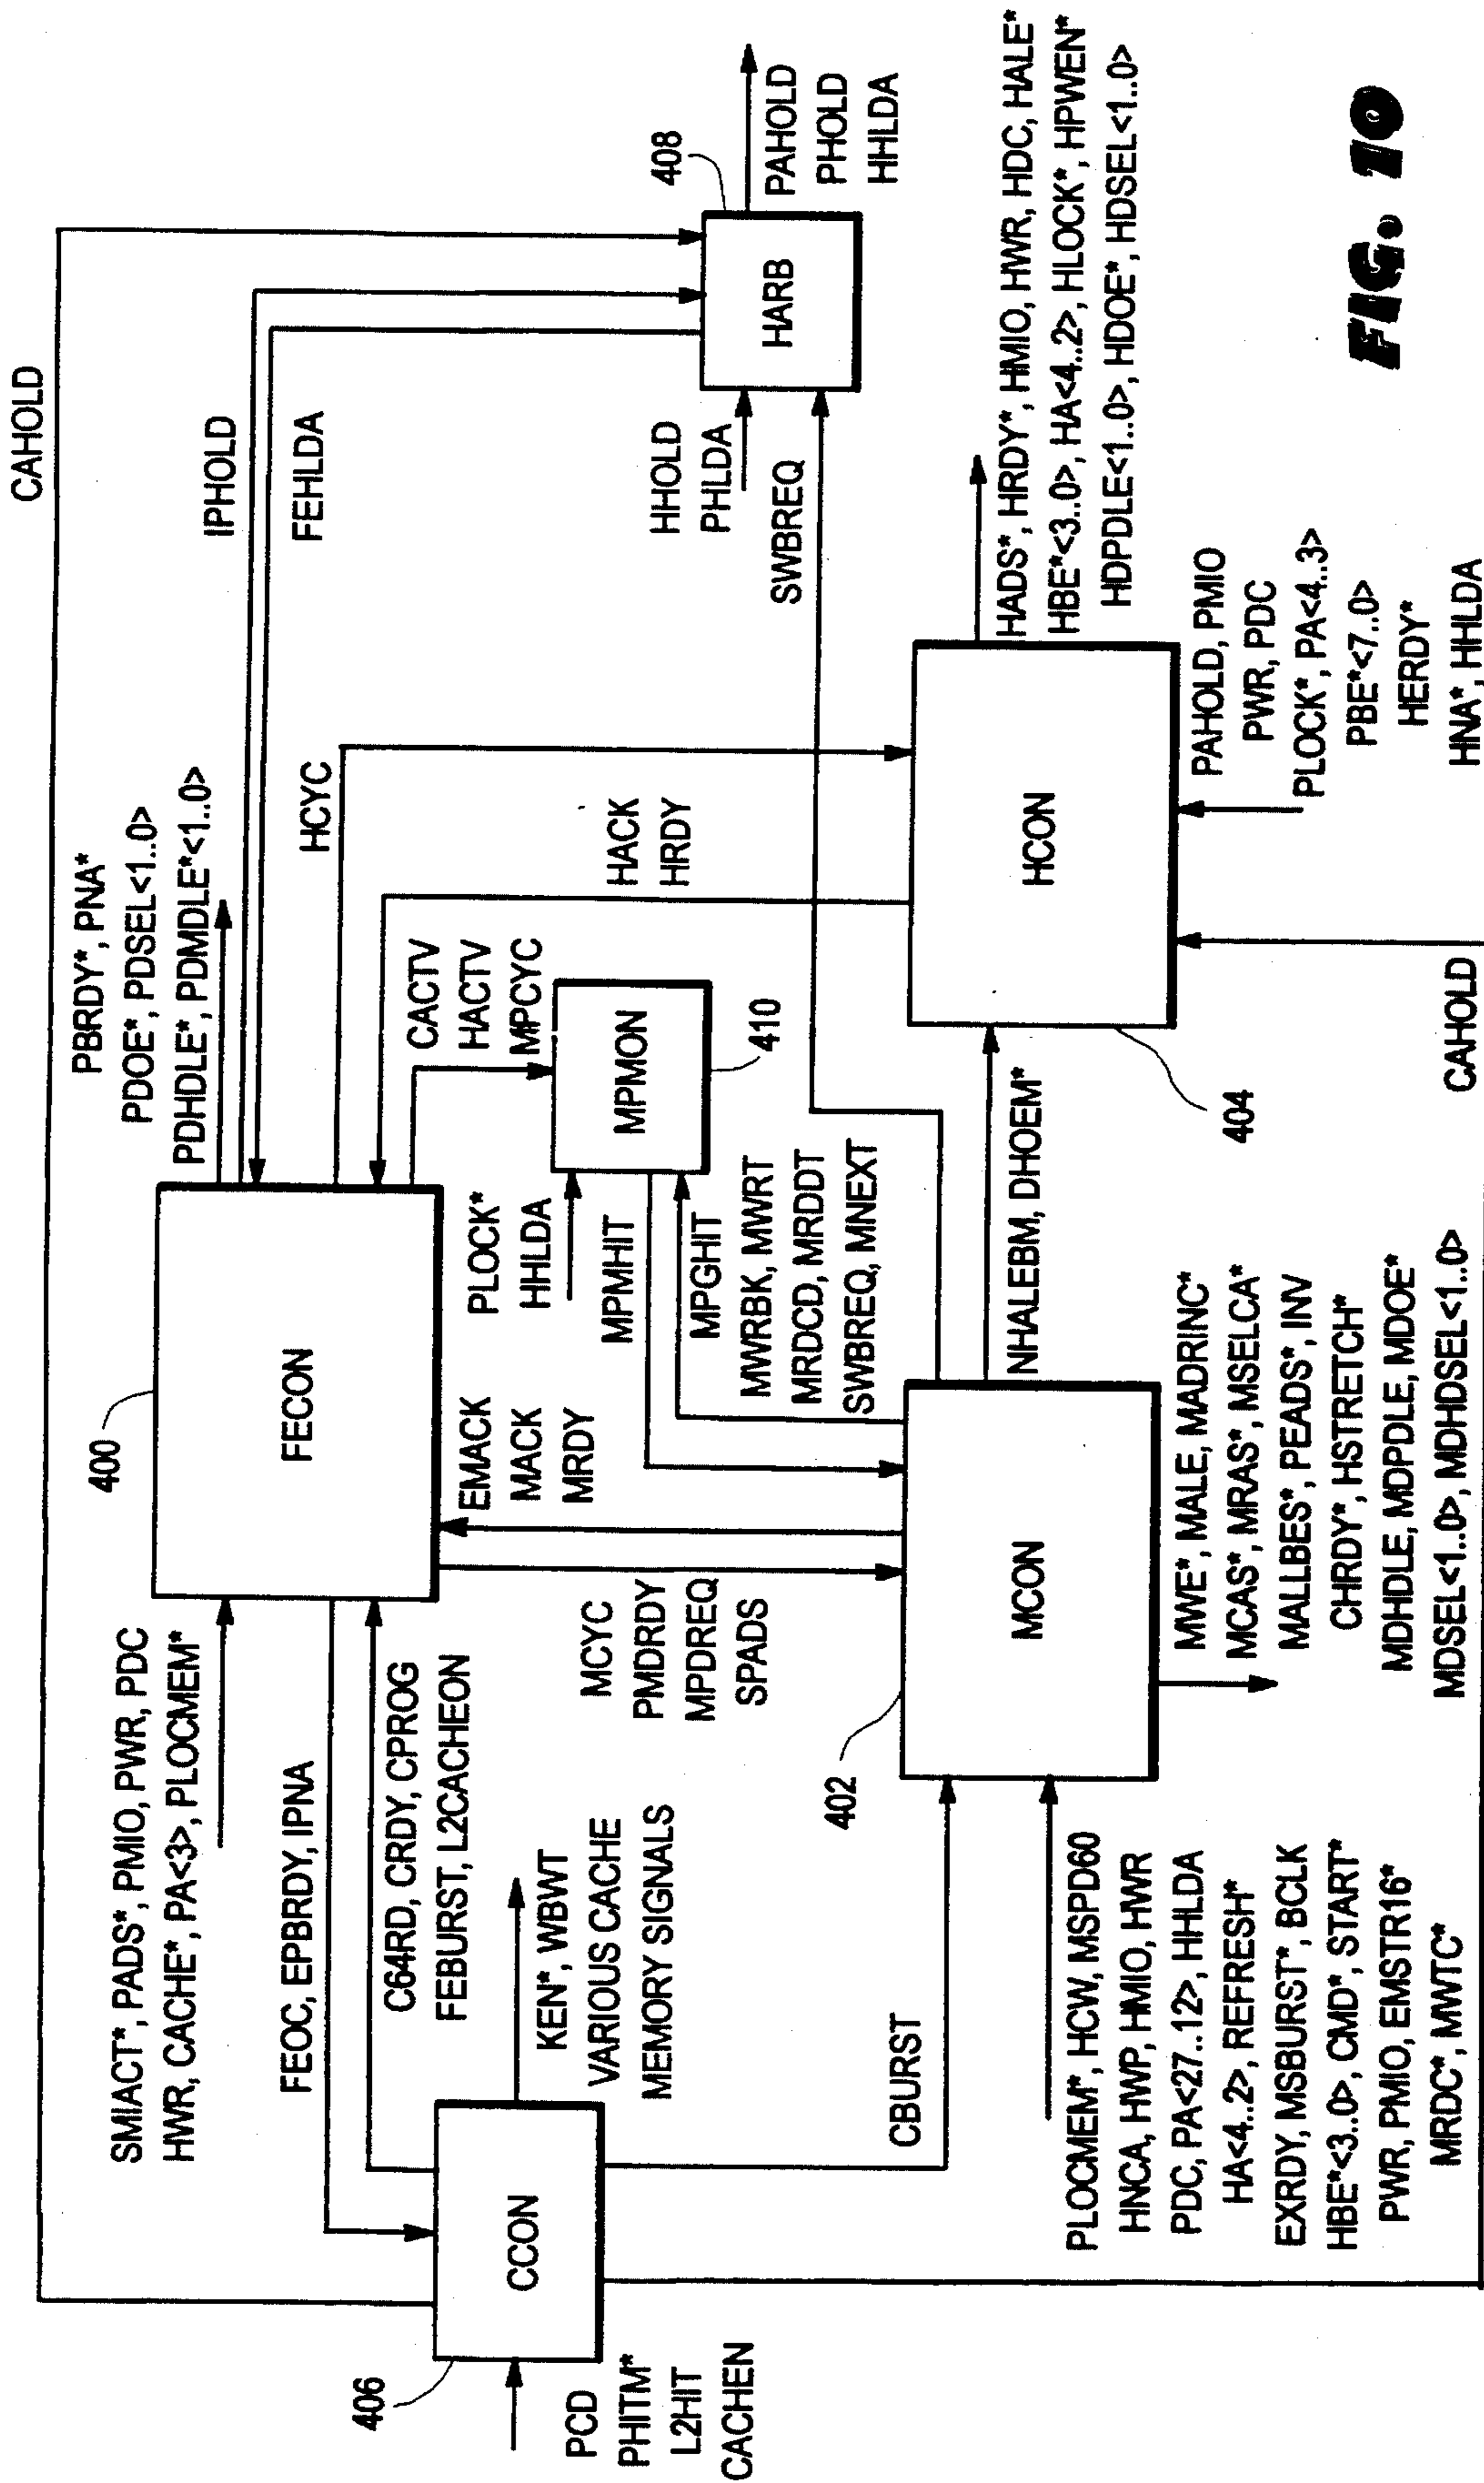 CAHOLD
IPHOLD
FEHLDA
PBRDY*, PNA*
PDOE*, PDSEL<1..0>
PDHDLE*, PDMDLE*<1..0>
408
HARB
PAHOLD
PHOLD
HHLDA
HHOLD
PHLDA
SWBREQ
400
FECON
SMIACT*, PADS*, PMIO, PWR, PDC
HWR, CACHE*, PA<3>, PLOCMEM*
FEOC, EPBRDY, IPNA
C64RD, CRDY, CPROG
FEBURST, L2CACHEON
HCYC
HACK
HRDY
CACTV
HACTV
MPCYC
MPMON
410
PLOCK*
HHLDA
MPMHIT
MPGHIT
EMACK
MACK
MRDY
MCYC
PMDRDY
MPDREQ
SPADS
MWRBK, MWRT
MRDCD, MRDDT
SWBREQ, MNEXT
406
CCON
PCD
PHITM*
L2HIT
CACHEN
KEN*, WBWT
VARIOUS CACHE
MEMORY SIGNALS
CBURST
402
MCON
NHALEBM, DHOEM*
HCON
404
HADS*, HRDY*, HMIO, HWR, HDC, HALE*
HBE*<3..0>, HA<4..2>, HLOCK*, HPWEN*
HDPDLE<1..0>, HDOE*, HDSEL<1..0>
PLOCMEM*, HCW, MSPD60
HNCA, HWP, HMIO, HWR
PDC, PA<27..12>, HHLDA
HA<4..2>, REFRESH*
EXRDY, MSBURST*, BCLK
HBE*<3..0>, CMD*, START*
PWR, PMIO, EMSTR16*
MRDC*, MWTC*
MWE*, MALE, MADRINC*
MCAS*, MRAS*, MSELCA*
MALLBES*, PEADS*, INV
CHRDY*, HSTRETCH*
MDHDLE, MDPDLE, MDOE*
MDSEL<1..0>, MDHDSEL<1..0>
CAHOLD
PAHOLD, PMIO
PWR, PDC
PLOCK*, PA<4..3>
PBE*<7..0>
HERDY*
HNA*, HHLDA
FIG. 10